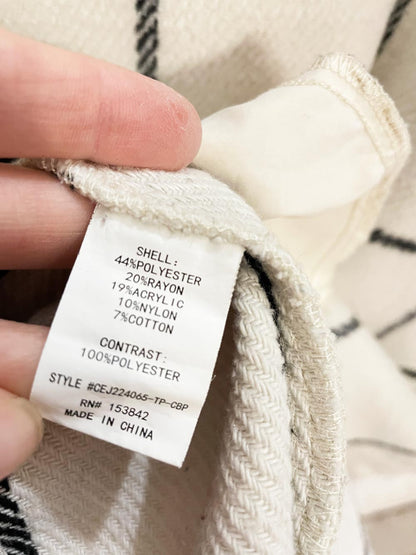 SHELL:
44%POLYESTER
20%RAYON
19%ACRYLIC
10%NYLON
7%COTTON
CONTRAST:
100%POLYESTER
STYLE #CEJ224065-TP-CBP
RN# 153842
MADE IN CHINA